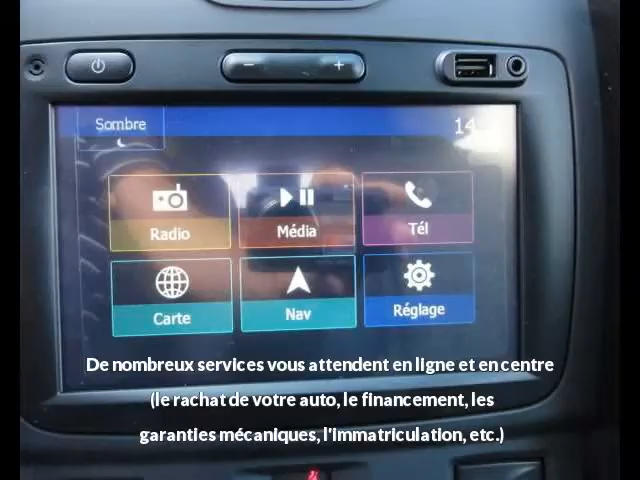 Sombre
14
Radio
Média
Tél
Carte
Nav
Réglage
De nombreux services vous attendent en ligne et en centre
(le rachat de votre auto, le financement, les
garanties mécaniques, l'immatriculation, etc.)